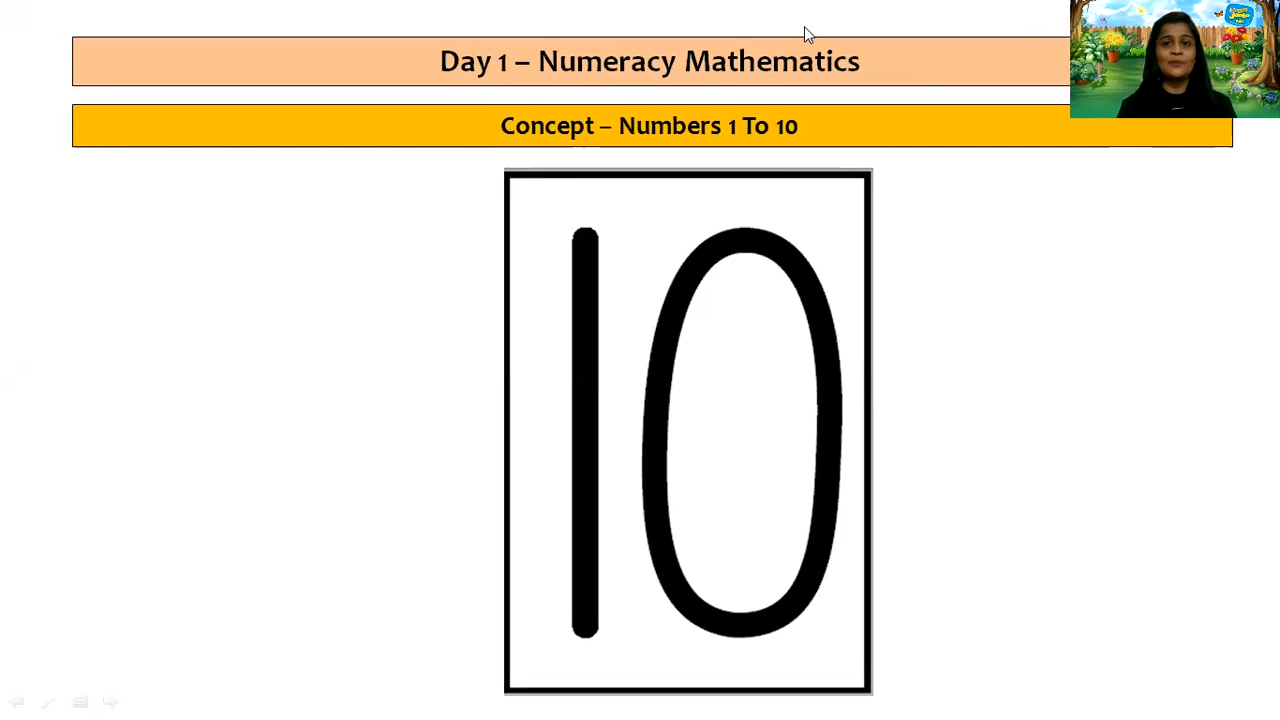 Day 1 – Numeracy Mathematics
Concept – Numbers 1 To 10
10